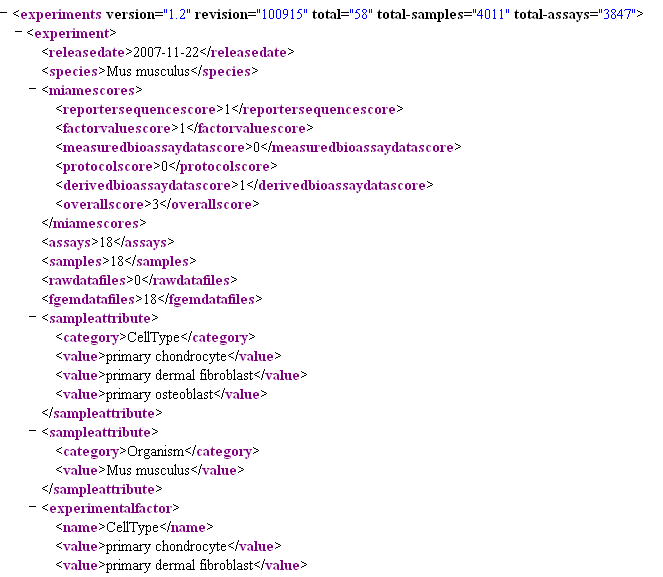 − <experiments version="1.2" revision="100915" total="58" total-samples="4011" total-assays="3847">
− <experiment>
<releasedate>2007-11-22</releasedate>
<species>Mus musculus</species>
− <miamescores>
<reportersequencescore>1</reportersequencescore>
<factorvaluescore>1</factorvaluescore>
<measuredbioassaydatascore>0</measuredbioassaydatascore>
<protocolscore>0</protocolscore>
<derivedbioassaydatascore>1</derivedbioassaydatascore>
<overallscore>3</overallscore>
</miamescores>
<assays>18</assays>
<samples>18</samples>
<rawdatafiles>0</rawdatafiles>
<fgemdatafiles>18</fgemdatafiles>
− <sampleattribute>
<category>CellType</category>
<value>primary chondrocyte</value>
<value>primary dermal fibroblast</value>
<value>primary osteoblast</value>
</sampleattribute>
− <sampleattribute>
<category>Organism</category>
<value>Mus musculus</value>
</sampleattribute>
− <experimentalfactor>
<name>CellType</name>
<value>primary chondrocyte</value>
<value>primary dermal fibroblast</value>